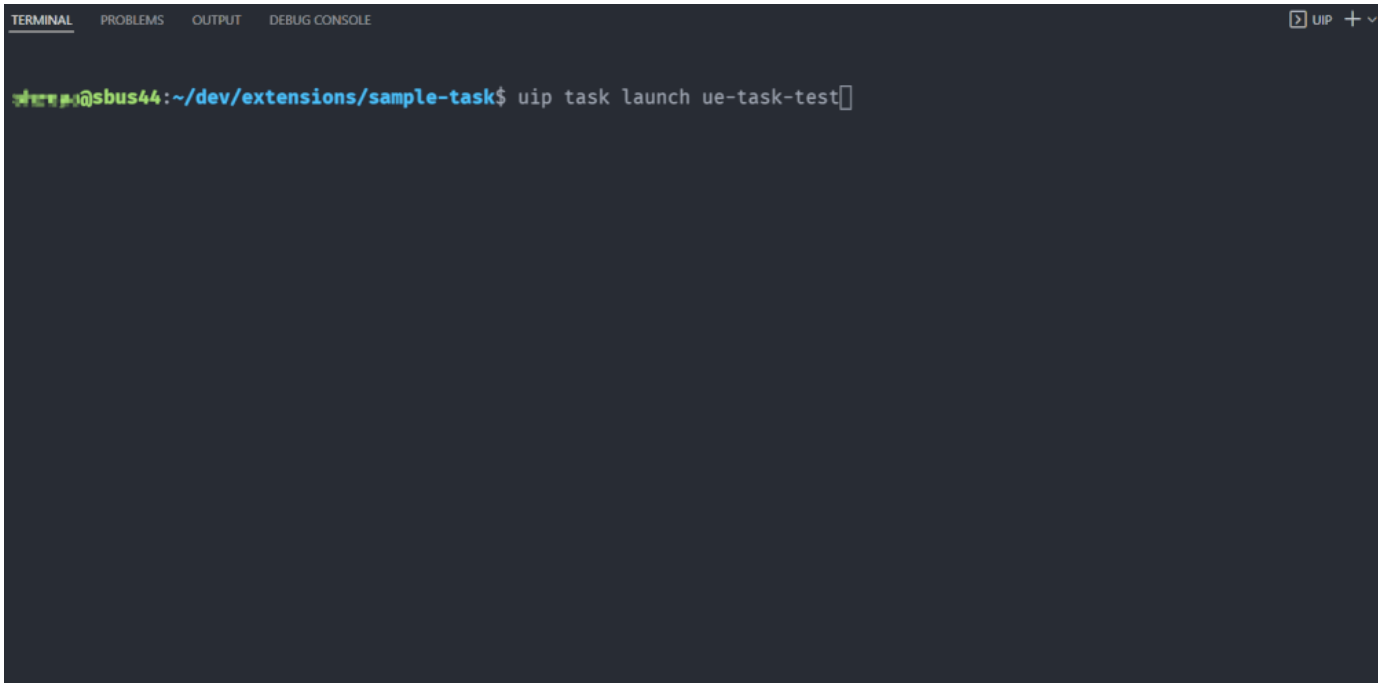 TERMINAL PROBLEMS OUTPUT DEBUG CONSOLE UIP
@sbus44:~/dev/extensions/sample-task$ uip task launch ue-task-test